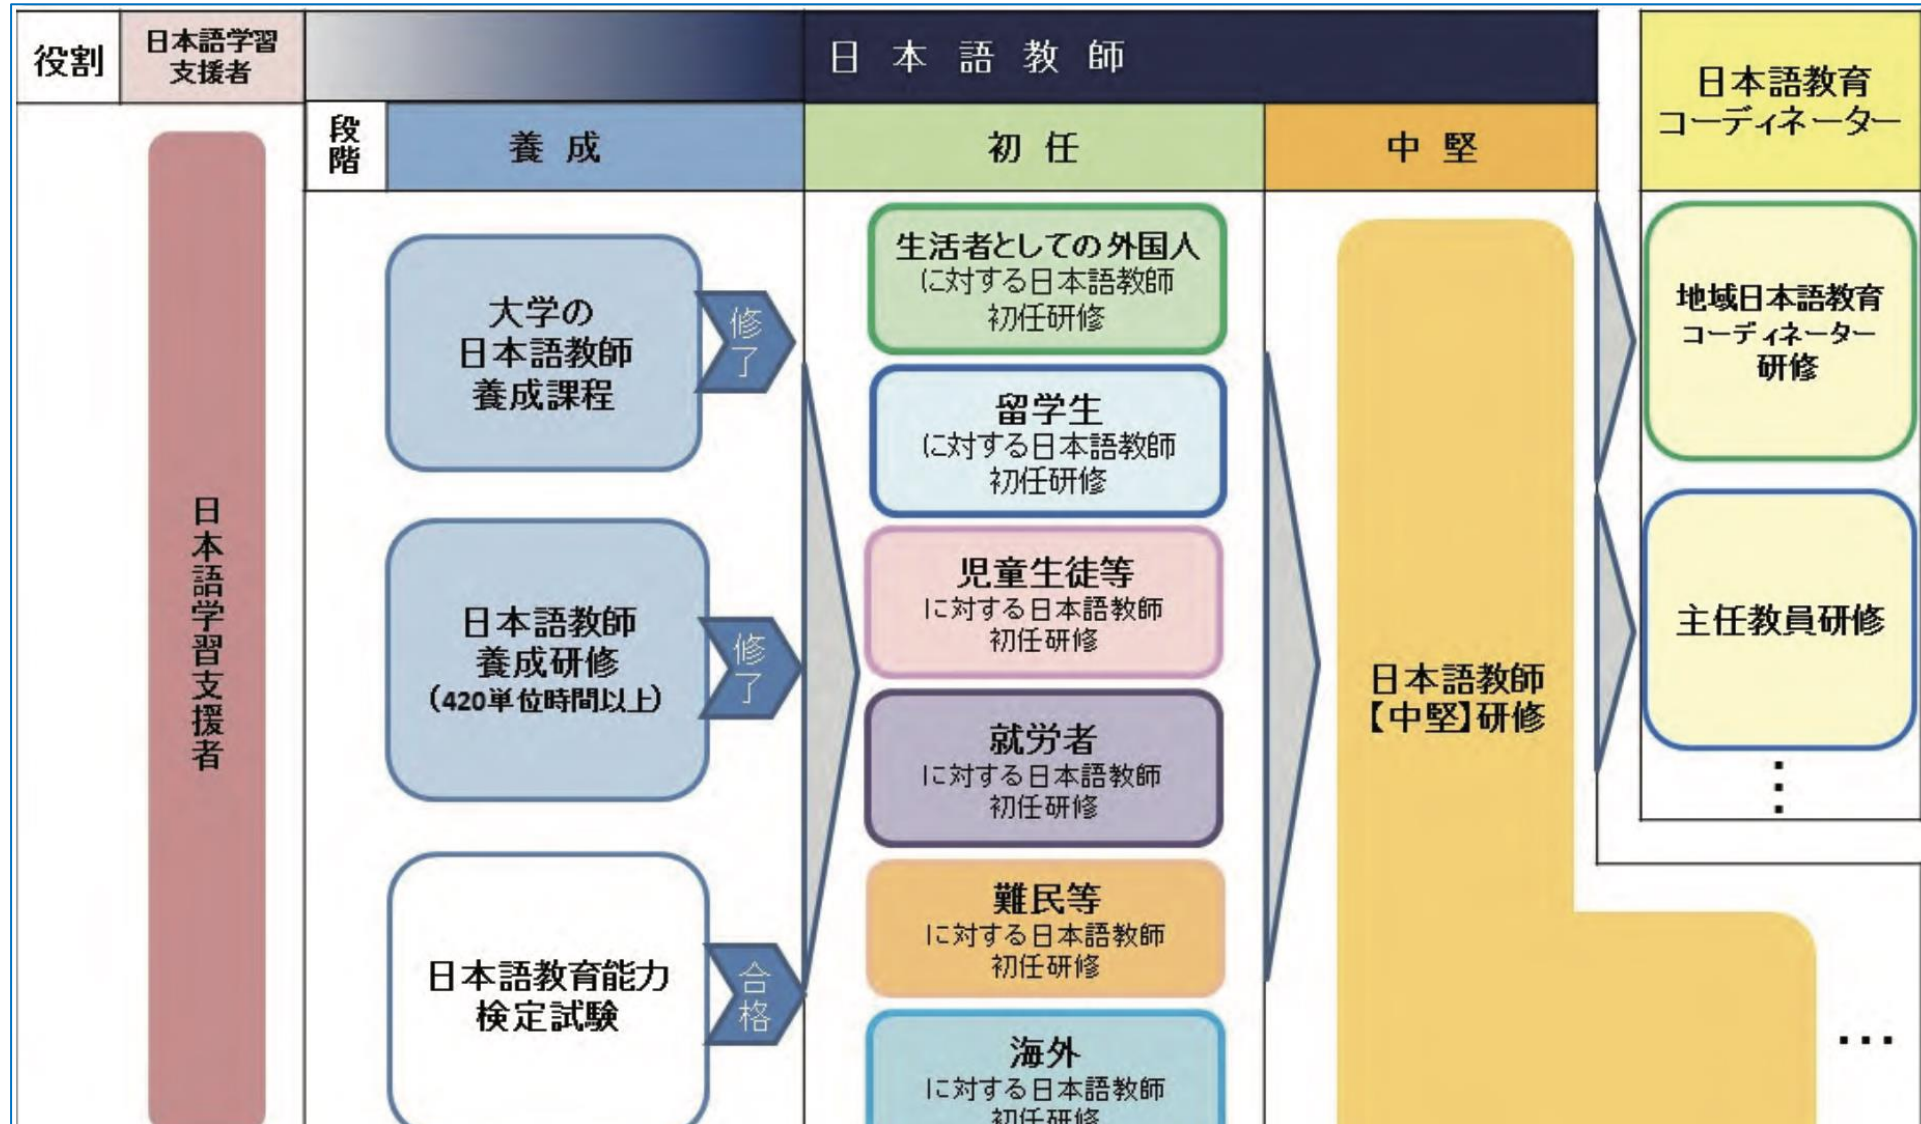 役割
日本語学習
支援者
日本語教師
日本語教育
コーディネーター
段階
養成
初任
中堅
日本語学習支援者
大学の
日本語教師
養成課程
修了
日本語教師
養成研修
(420単位時間以上)
修了
日本語教育能力
検定試験
合格
生活者としての外国人
に対する日本語教師
初任研修
留学生
に対する日本語教師
初任研修
児童生徒等
に対する日本語教師
初任研修
就労者
に対する日本語教師
初任研修
難民等
に対する日本語教師
初任研修
海外
に対する日本語教師
初任研修
日本語教師
【中堅】研修
地域日本語教育
コーディネーター
研修
主任教員研修
⋮
…